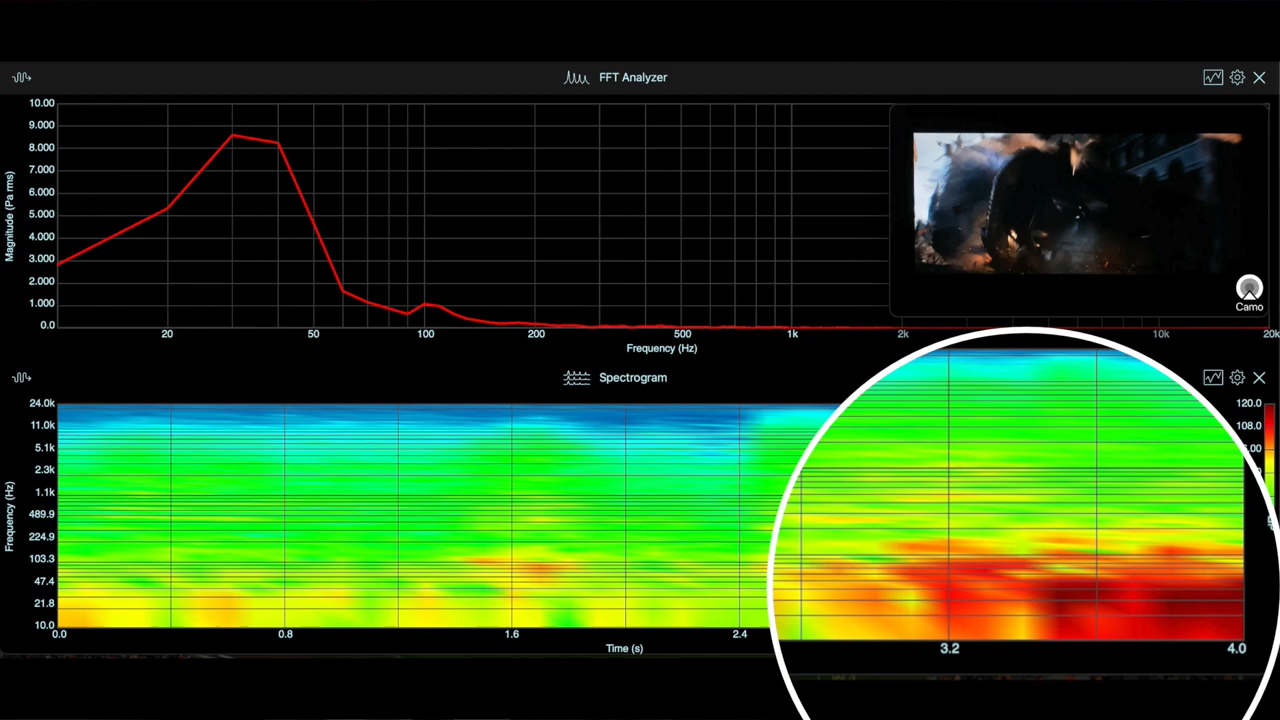 FFT Analyzer
10.00
9.000
8.000
7.000
6.000
5.000
4.000
3.000
2.000
1.000
0.0
Magnitude (Pa rms)
20
50
100
200
500
1k
2k
10k
20k
Frequency (Hz)
Camo
Spectrogram
24.0k
11.0k
5.1k
2.3k
1.1k
489.9
224.9
103.3
47.4
21.8
10.0
Frequency (Hz)
0.0
0.8
1.6
2.4
3.2
4.0
Time (s)
120.0
108.0